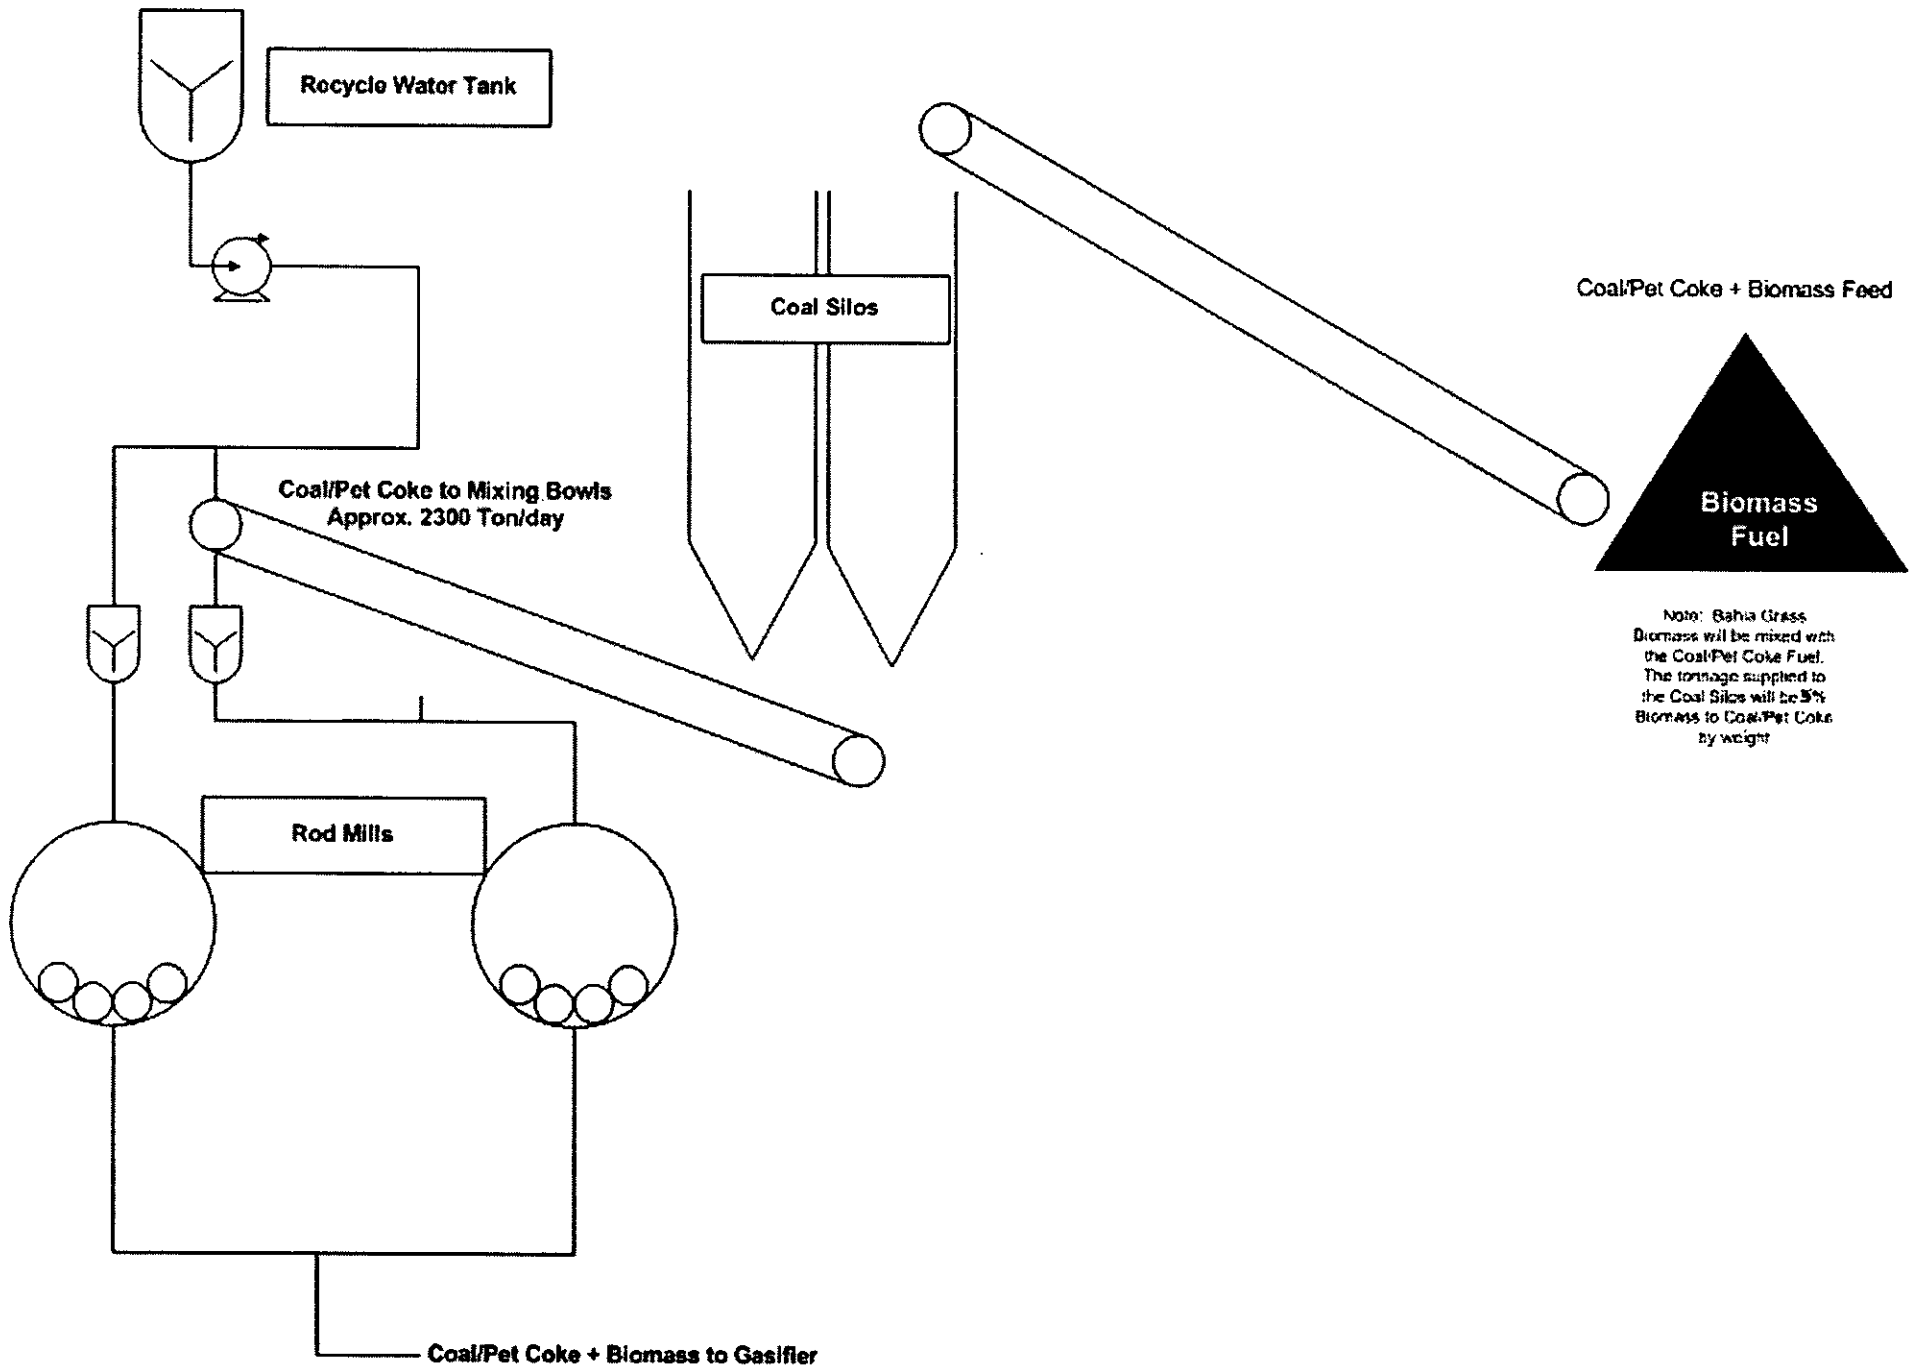 Recycle Water Tank
Coal Silos
Coal/Pet Coke + Biomass Feed
Coal/Pet Coke to Mixing Bowls
Approx. 2300 Ton/day
Biomass
Fuel
Note: Bahia Grass
Biomass will be mixed with
the Coal/Pet Coke Fuel.
The tonnage supplied to
the Coal Silos will be 5%
Biomass to Coal/Pet Coke
by weight
Rod Mills
Coal/Pet Coke + Biomass to Gasifier